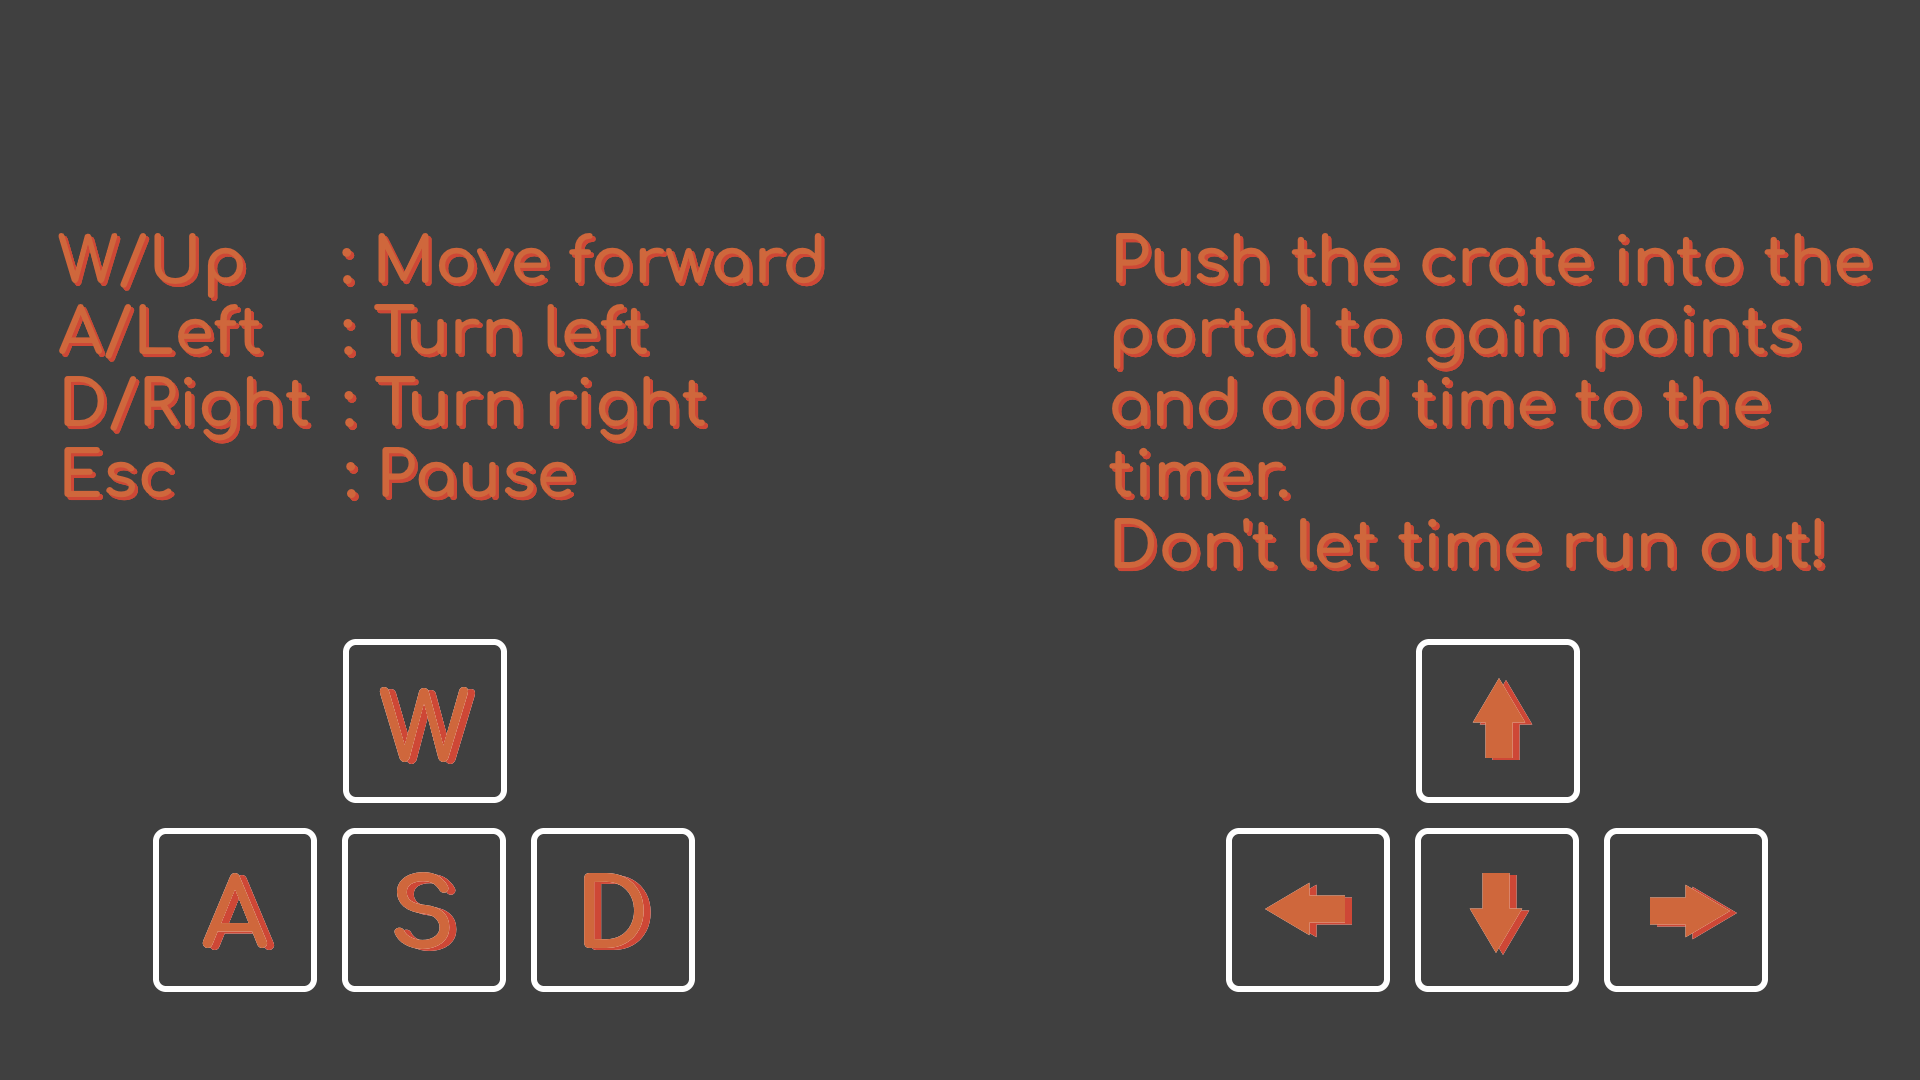 W/Up : Move forward
A/Left : Turn left
D/Right : Turn right
Esc : Pause
Push the crate into the
portal to gain points
and add time to the
timer.
Don't let time run out!
W
A S D